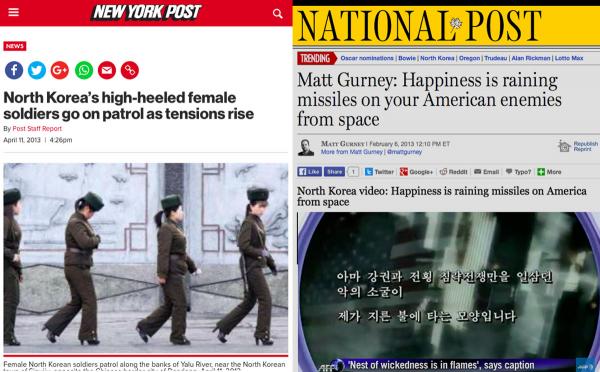 NEW YORK POST
NEWS
North Korea's high-heeled female
soldiers go on patrol as tensions rise
By Post Staff Report
April 11, 2013 | 4:26pm
Female North Korean soldiers patrol along the banks of Yalu River, near the North Korean
NATIONAL POST
TRENDING Oscar nominations | Bowie | North Korea | Oregon | Trudeau | Alan Rickman | Lotto Max
Matt Gurney: Happiness is raining
missiles on your American enemies
from space
MATT GURNEY | February 6, 2013 12:10 PM ET
More from Matt Gurney | @mattgurney
Republish
Reprint
Like Share 1 Twitter Google+ Reddit Email Typo? More
North Korea video: Happiness is raining missiles on America
from space
아마 강권과 전횡 침략전쟁만을 일삼던
악의 소굴이
제가 지른 불에 타는 모양입니다
AFP 'Nest of wickedness is in flames', says caption